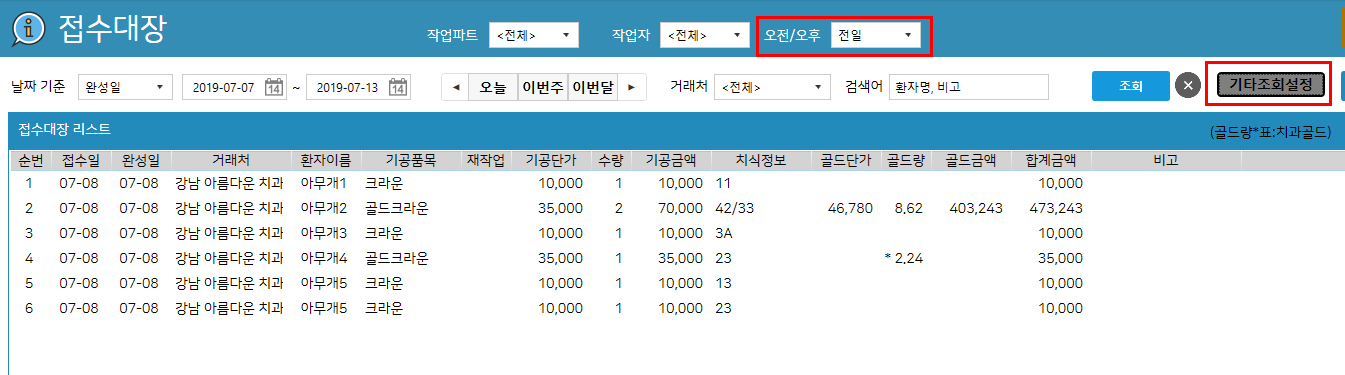 접수대장
작업파트 <전체> 작업자 <전체> 오전/오후 전일
날짜 기준 완성일 2019-07-07 14 ~ 2019-07-13 14 ◄ 오늘 이번주 이번달 ► 거래처 <전체> 검색어 환자명, 비고 조회 기타조회설정
접수대장 리스트 (골드량*표:치과골드)
순번 접수일 완성일 거래처 환자이름 기공품목 재작업 기공단가 수량 기공금액 치식정보 골드단가 골드량 골드금액 합계금액 비고
1 07-08 07-08 강남 아름다운 치과 아무개1 크라운 10,000 1 10,000 11 10,000
2 07-08 07-08 강남 아름다운 치과 아무개2 골드크라운 35,000 2 70,000 42/33 46,780 8.62 403,243 473,243
3 07-08 07-08 강남 아름다운 치과 아무개3 크라운 10,000 1 10,000 3A 10,000
4 07-08 07-08 강남 아름다운 치과 아무개4 골드크라운 35,000 1 35,000 23 * 2.24 35,000
5 07-08 07-08 강남 아름다운 치과 아무개5 크라운 10,000 1 10,000 13 10,000
6 07-08 07-08 강남 아름다운 치과 아무개5 크라운 10,000 1 10,000 23 10,000